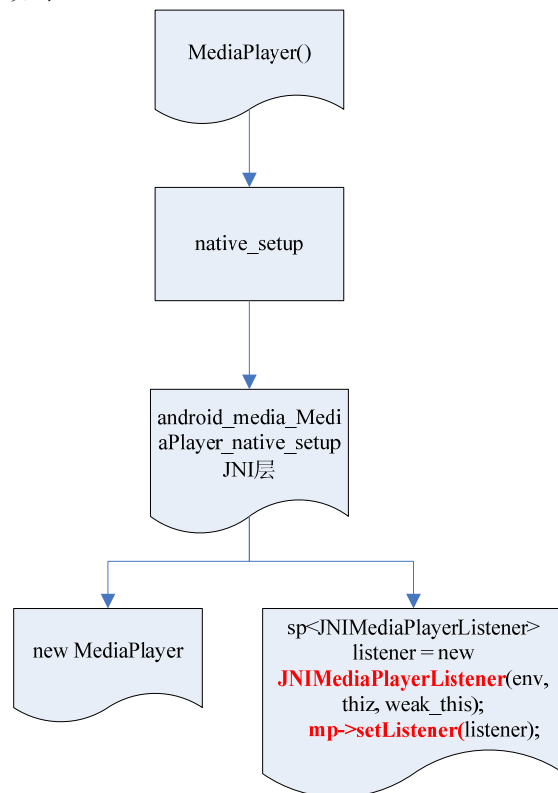 MediaPlayer()
native_setup
android_media_Medi
aPlayer_native_setup
JNI层
new MediaPlayer
sp<JNIMediaPlayerListener>
listener = new
JNIMediaPlayerListener(env,
thiz, weak_this);
mp->setListener(listener);